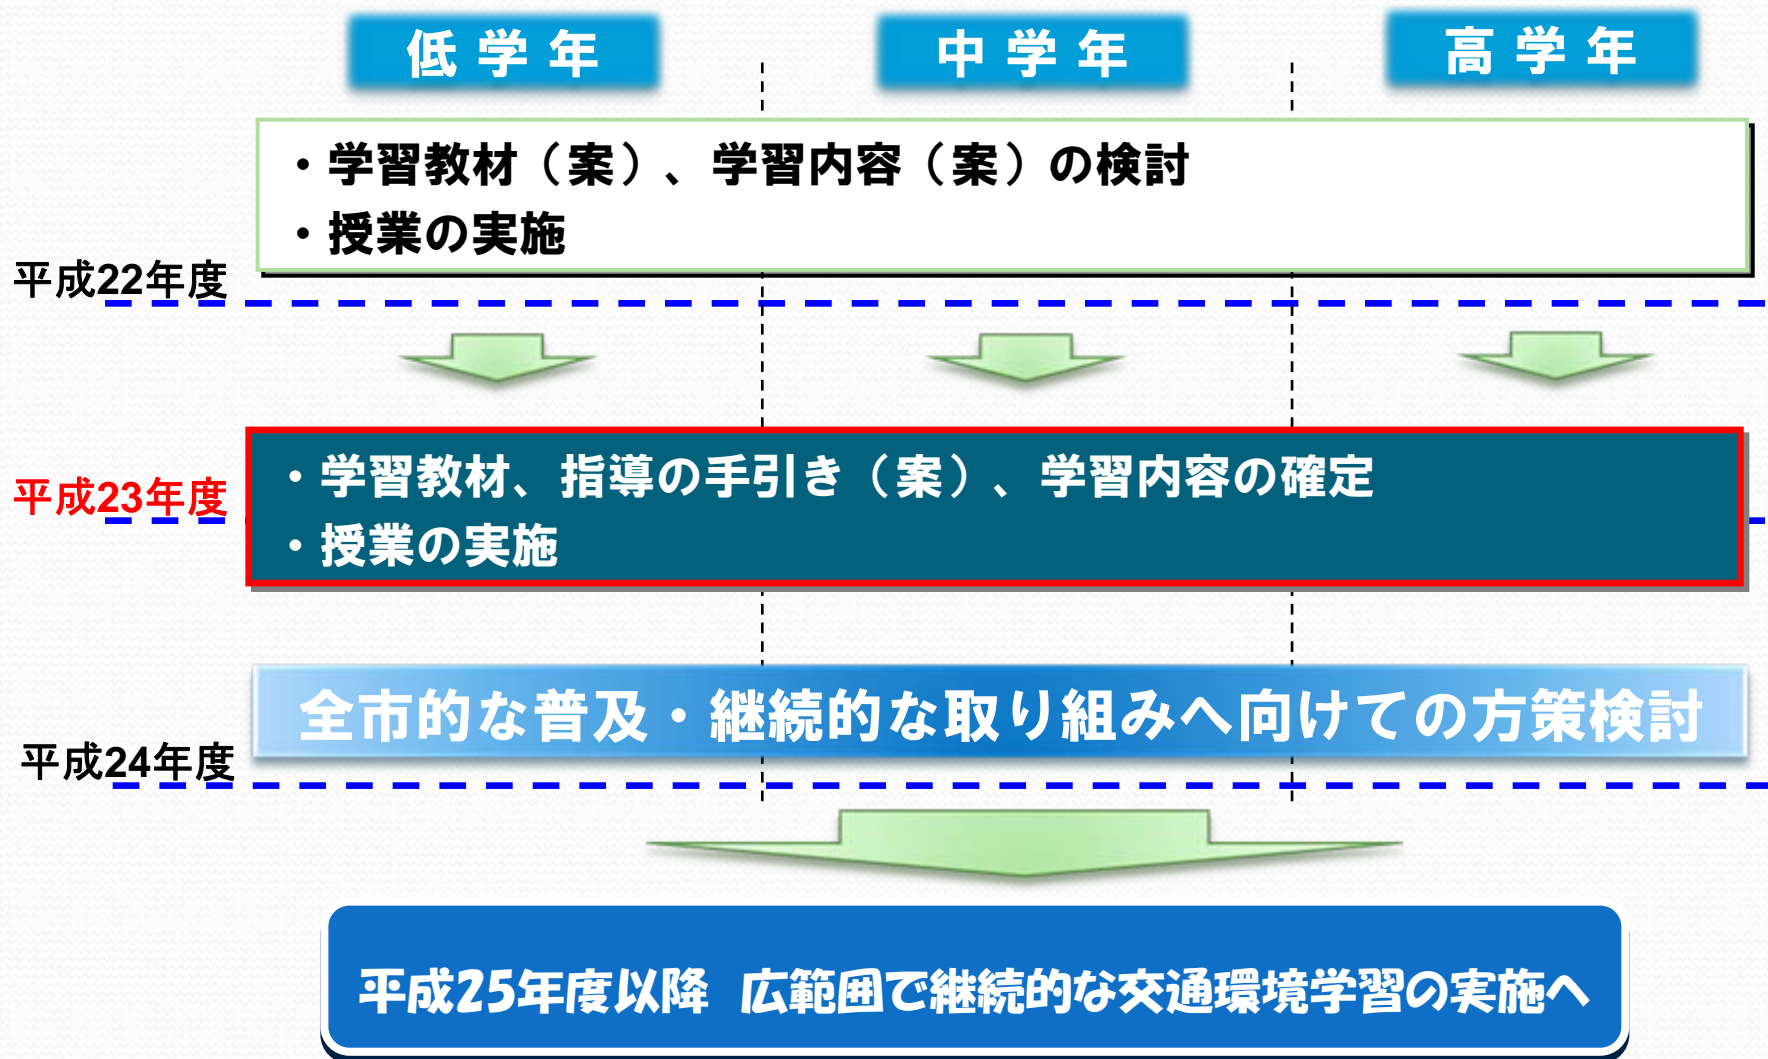 低学年
中学年
高学年
・学習教材（案）、学習内容（案）の検討
・授業の実施
平成22年度
・学習教材、指導の手引き（案）、学習内容の確定
平成23年度
・授業の実施
全市的な普及・継続的な取り組みへ向けての方策検討
平成24年度
平成25年度以降 広範囲で継続的な交通環境学習の実施へ